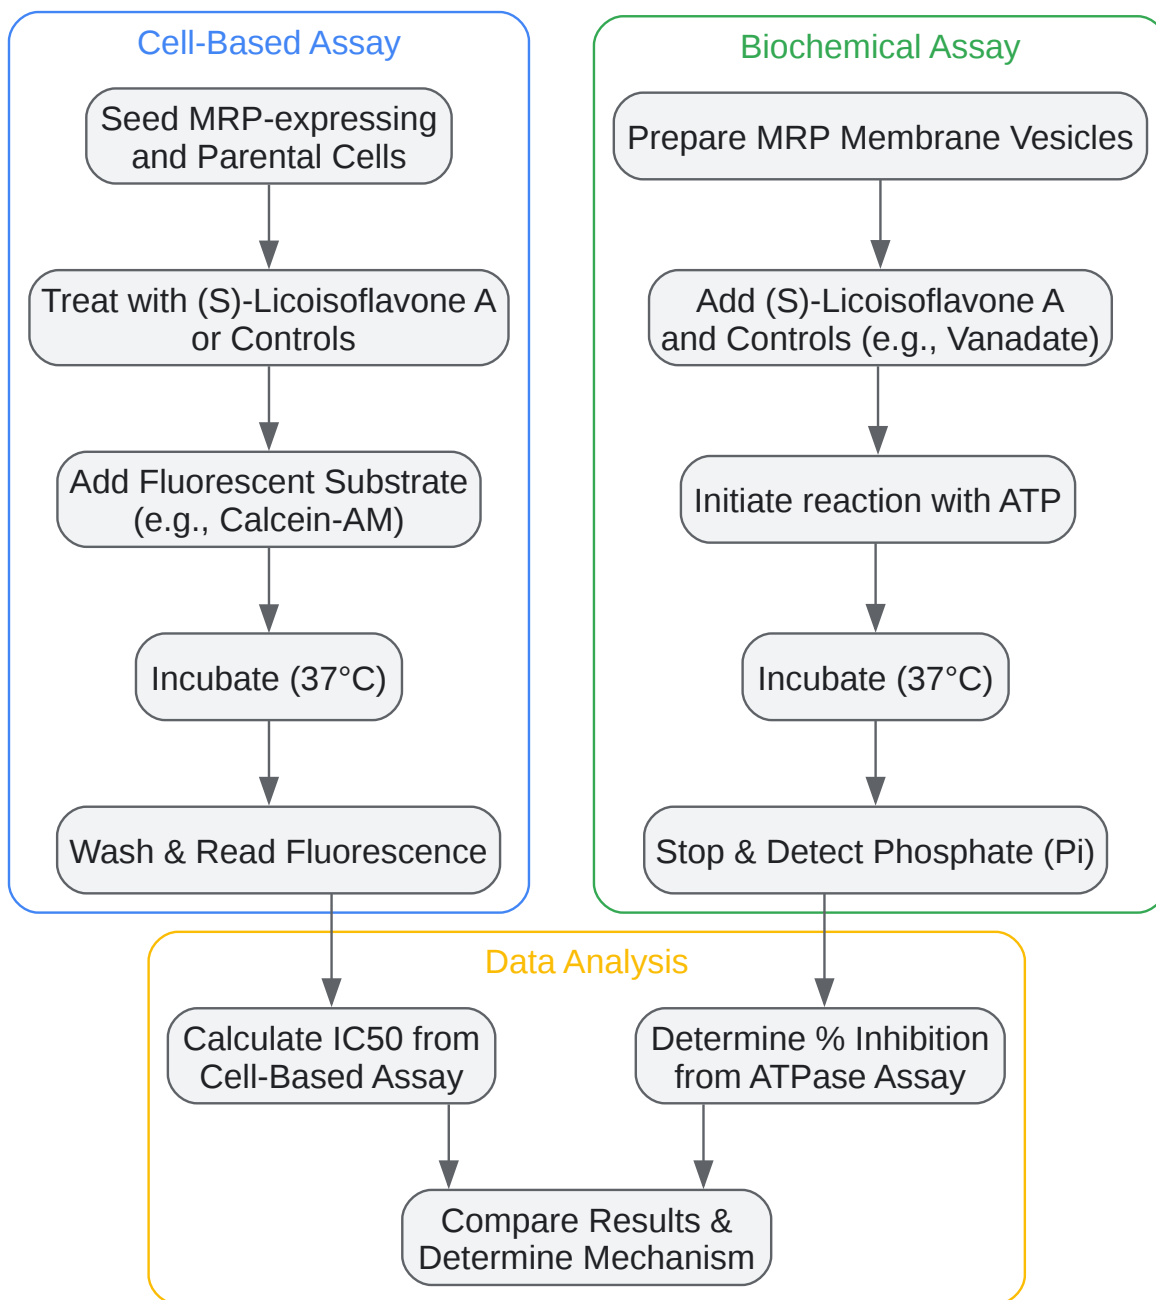 Cell-Based Assay
Seed MRP-expressing
and Parental Cells
Treat with (S)-Licoisoflavone A
or Controls
Add Fluorescent Substrate
(e.g., Calcein-AM)
Incubate (37°C)
Wash & Read Fluorescence
Biochemical Assay
Prepare MRP Membrane Vesicles
Add (S)-Licoisoflavone A
and Controls (e.g., Vanadate)
Initiate reaction with ATP
Incubate (37°C)
Stop & Detect Phosphate (Pi)
Data Analysis
Calculate IC50 from
Cell-Based Assay
Determine % Inhibition
from ATPase Assay
Compare Results &
Determine Mechanism